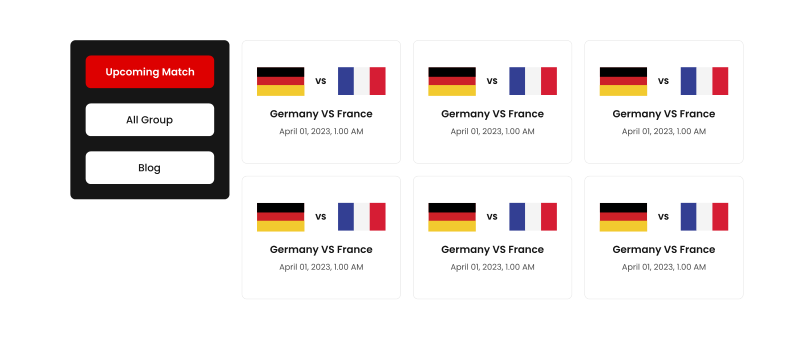 Upcoming Match
All Group
Blog
VS
Germany VS France
April 01, 2023, 1.00 AM
VS
Germany VS France
April 01, 2023, 1.00 AM
VS
Germany VS France
April 01, 2023, 1.00 AM
VS
Germany VS France
April 01, 2023, 1.00 AM
VS
Germany VS France
April 01, 2023, 1.00 AM
VS
Germany VS France
April 01, 2023, 1.00 AM